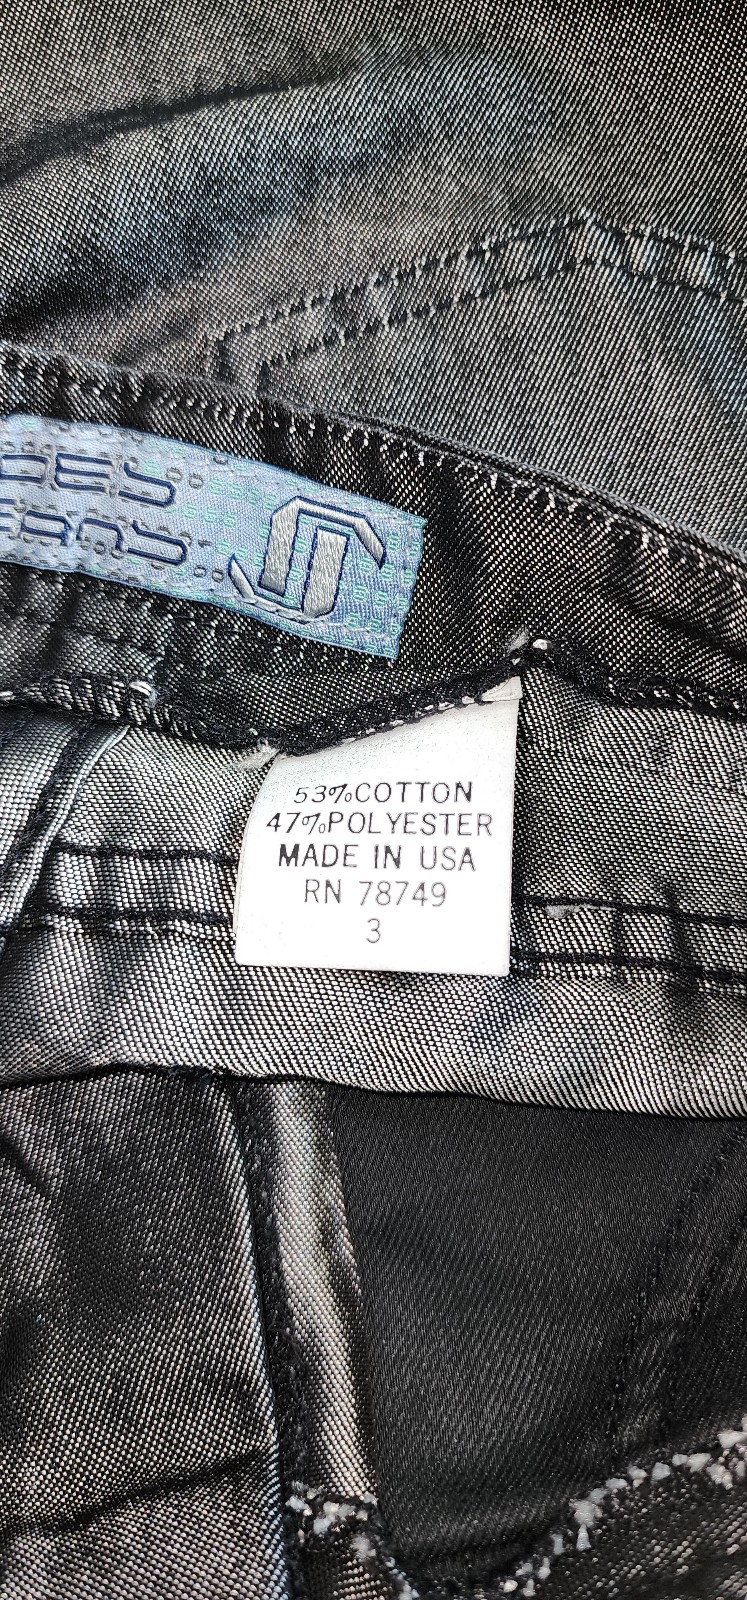 53%COTTON
47%POLYESTER
MADE IN USA
RN 78749
3